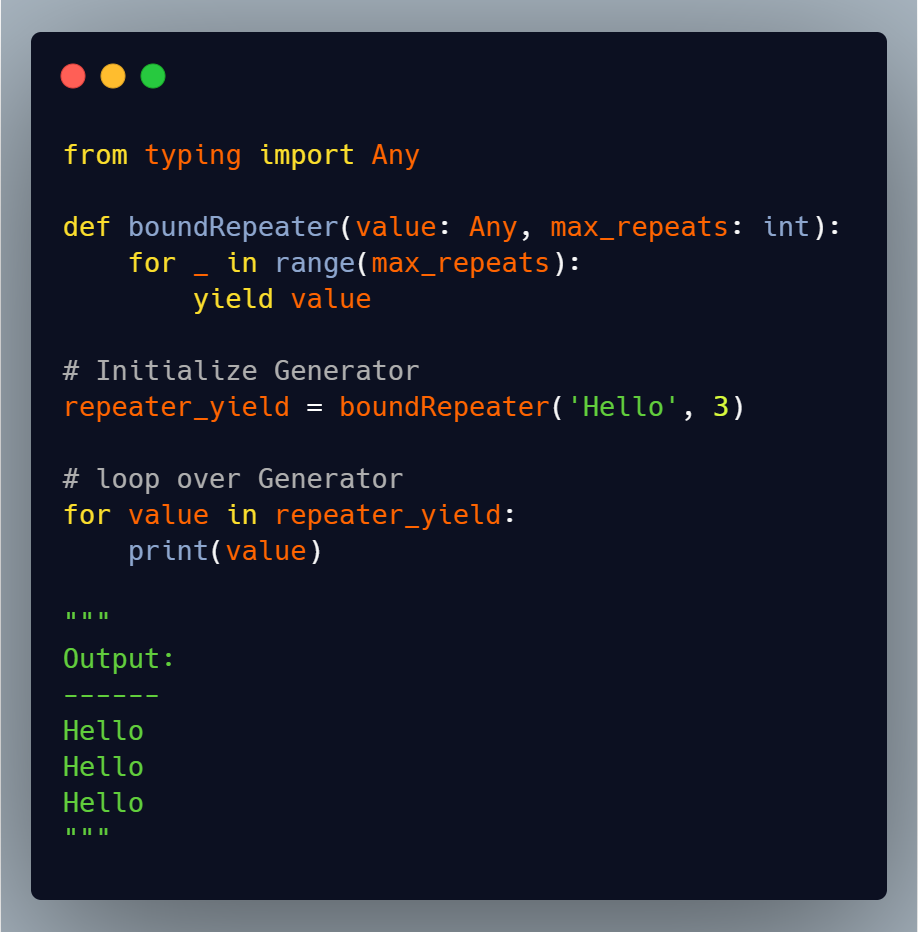 from typing import Any

def boundRepeater(value: Any, max_repeats: int):
    for _ in range(max_repeats):
        yield value

# Initialize Generator
repeater_yield = boundRepeater('Hello', 3)

# loop over Generator
for value in repeater_yield:
    print(value)

"""
Output:
------
Hello
Hello
Hello
"""